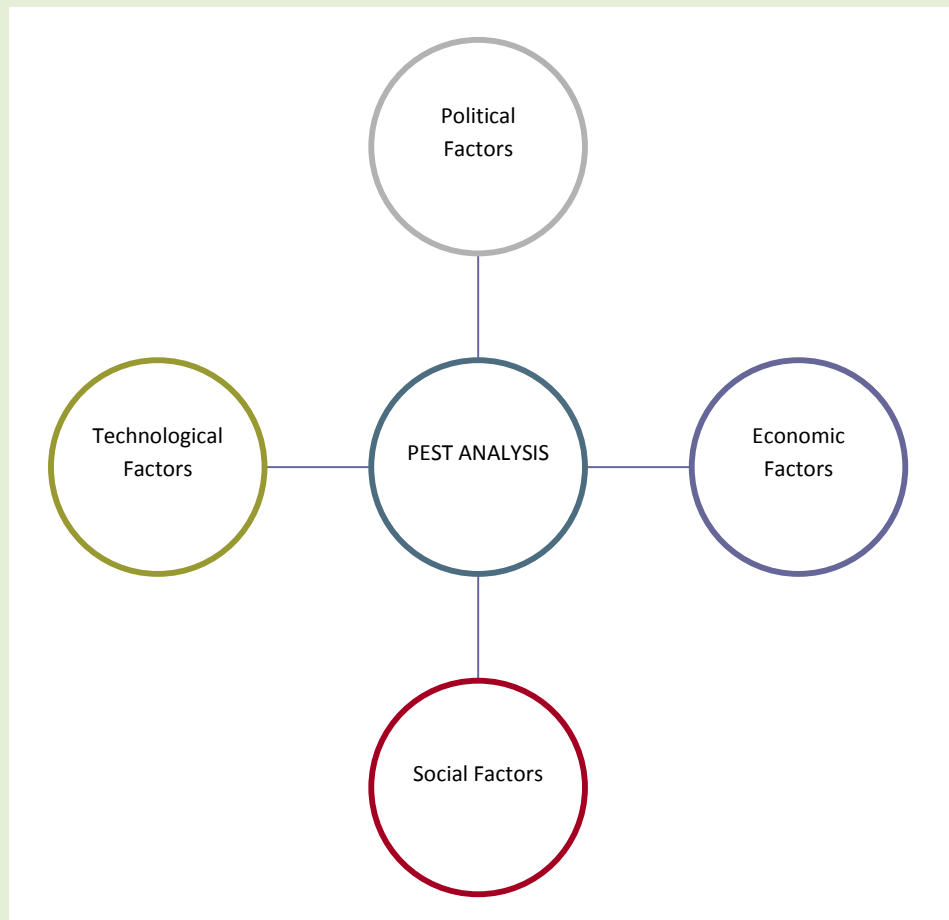 Political
Factors
Technological
Factors
PEST ANALYSIS
Economic
Factors
Social Factors